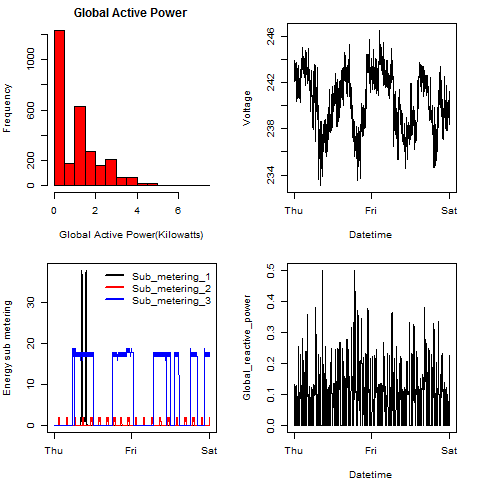 Global Active Power
Frequency
0 200 600 1000
0 2 4 6
Global Active Power(Kilowatts)
Voltage
234 238 242 246
Thu Fri Sat
Datetime
Energy sub metering
0 10 20 30
Sub_metering_1
Sub_metering_2
Sub_metering_3
Thu Fri Sat
Global_reactive_power
0.0 0.1 0.2 0.3 0.4 0.5
Thu Fri Sat
Datetime